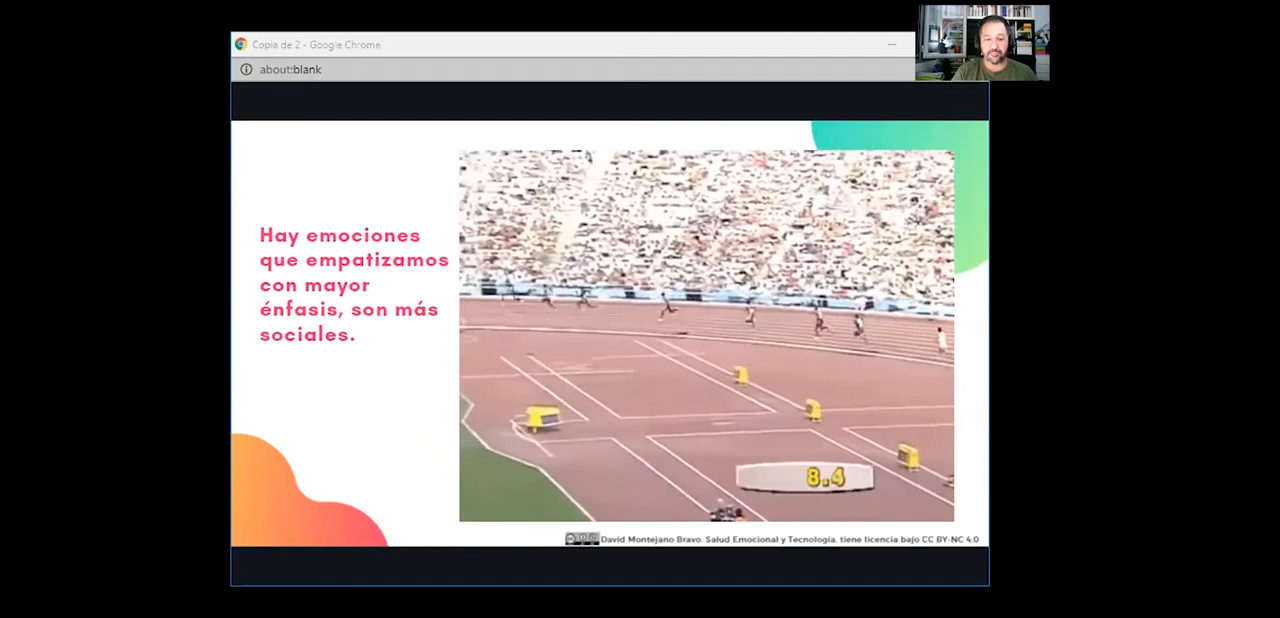 Copia de 2 - Google Chrome
about:blank
Hay emociones
que empatizamos
con mayor
énfasis, son más
sociales.
8.4
David Montejano Bravo. Salud Emocional y Tecnología. tiene licencia bajo CC BY-NC 4.0